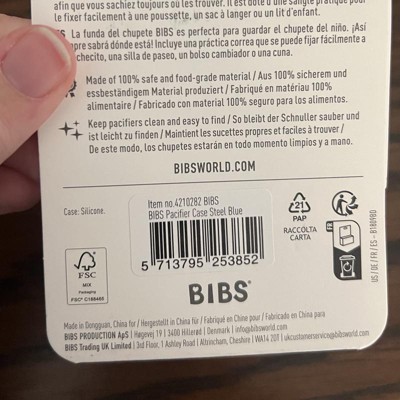 afin que vous sachiez toujours où les trouver. Il est doté d'une sangle pratique pour
le fixer facilement à une poussette, un sac à langer ou un lit d'enfant.
La funda del chupete BIBS es perfecta para guardar el chupete del niño. ¡Así
sabrá dónde está! Incluye una práctica correa que se puede fijar fácilmente a
una silla de paseo, un bolso cambiador o una cuna.
Made of 100% safe and food-grade material / Aus 100% sicherem und
essbeständigem Material produziert / Fabriqué en matériau 100%
alimentaire / Fabricado con material 100% seguro para los alimentos.
Keep pacifiers clean and easy to find / So bleibt der Schnuller sauber und
ist leicht zu finden / Maintient les sucettes propres et faciles à trouver /
De este modo, los chupetes estarán en todo momento limpios y a mano.
BIBSWORLD.COM
Case: Silicone.
Item no.4210282 BIBS
BIBS Pacifier Case Steel Blue
5 713795 253852
FSC
MIX
Packaging
FSC® C188465
21
PAP
RACCOLTA
CARTA
US / DE / FR / ES – B18098D
BIBS®
Made in Dongguan, China for / Hergestellt in China für / Fabriqué en Chine pour / Fabricado en China para
BIBS PRODUCTION ApS | Høgevej 19 | 3400 Hillerød | Denmark | info@bibsworld.com
BIBS Trading UK Limited | 3rd Floor, 1 Ashley Road | Altrincham, Cheshire | WA14 2DT | ukcustomerservice@bibsworld.com